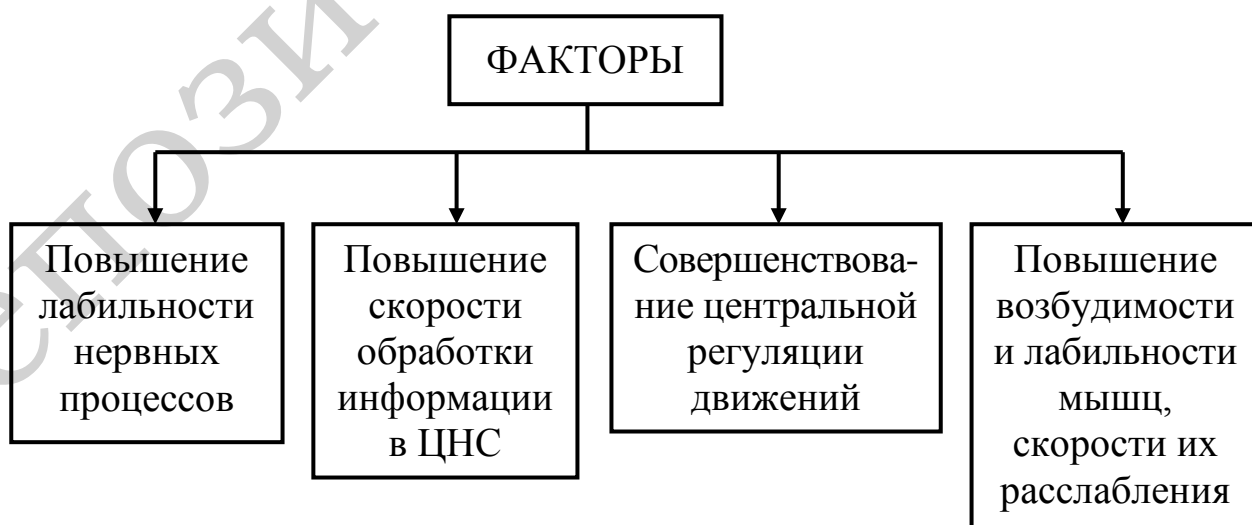 ФАКТОРЫ
Повышение
лабильности
нервных
процессов
Повышение
скорости
обработки
информации
в ЦНС
Совершенствова-
ние центральной
регуляции
движений
Повышение
возбудимости
и лабильности
мышц,
скорости их
расслабления
епози